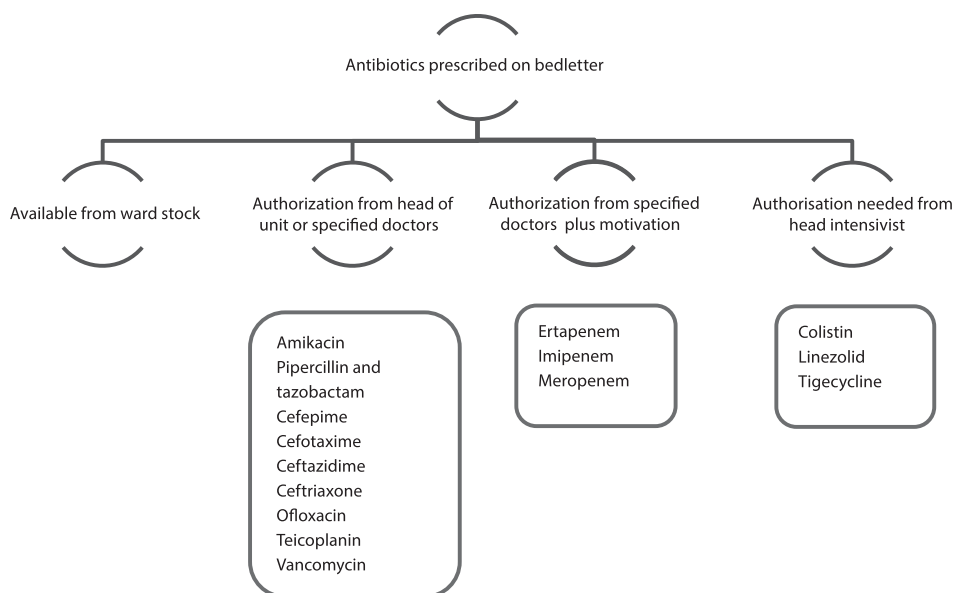 Antibiotics prescribed on bedletter
Available from ward stock
Authorization from head of
unit or specified doctors
Authorization from specified
doctors plus motivation
Authorisation needed from
head intensivist
Amikacin
Pipercillin and
tazobactam
Cefepime
Cefotaxime
Ceftazidime
Ceftriaxone
Ofloxacin
Teicoplanin
Vancomycin
Ertapenem
Imipenem
Meropenem
Colistin
Linezolid
Tigecycline